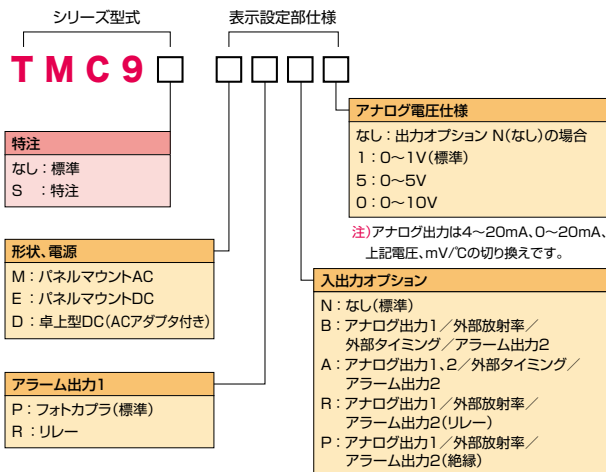 シリーズ型式
表示設定部仕様
TMC9□ □□□□
特注
なし：標準
S ：特注
形状、電源
M：パネルマウントAC
E：パネルマウントDC
D：卓上型DC(ACアダプタ付き)
アラーム出力1
P：フォトカプラ(標準)
R：リレー
アナログ電圧仕様
なし：出力オプション N(なし)の場合
1：0～1V(標準)
5：0～5V
0：0～10V
注)アナログ出力は4～20mA、0～20mA、
上記電圧、mV/℃の切り換えです。
入出力オプション
N：なし(標準)
B：アナログ出力1／外部放射率／
外部タイミング／アラーム出力2
A：アナログ出力1、2／外部タイミング／
アラーム出力2
R：アナログ出力1／外部放射率／
アラーム出力2(リレー)
P：アナログ出力1／外部放射率／
アラーム出力2(絶縁)